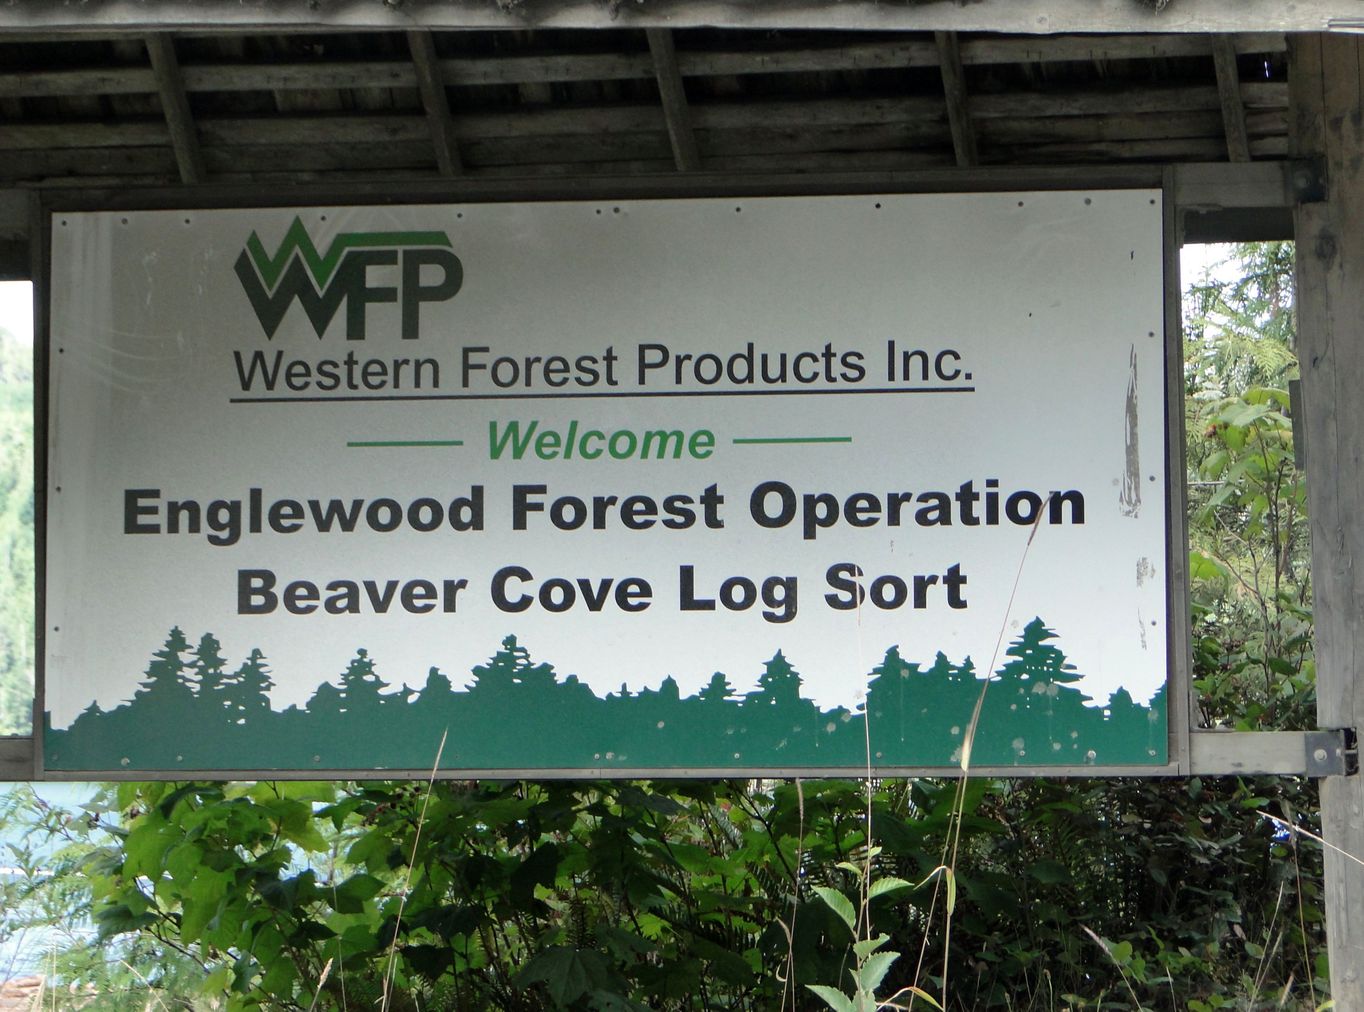 WFP
Western Forest Products Inc.
Welcome
Englewood Forest Operation
Beaver Cove Log Sort